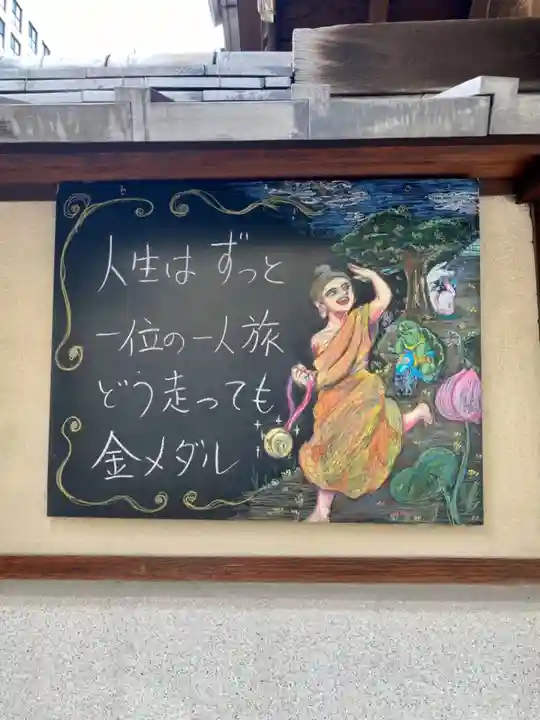 人生は ずっと
一位の一人旅
どう走っても
金メダル